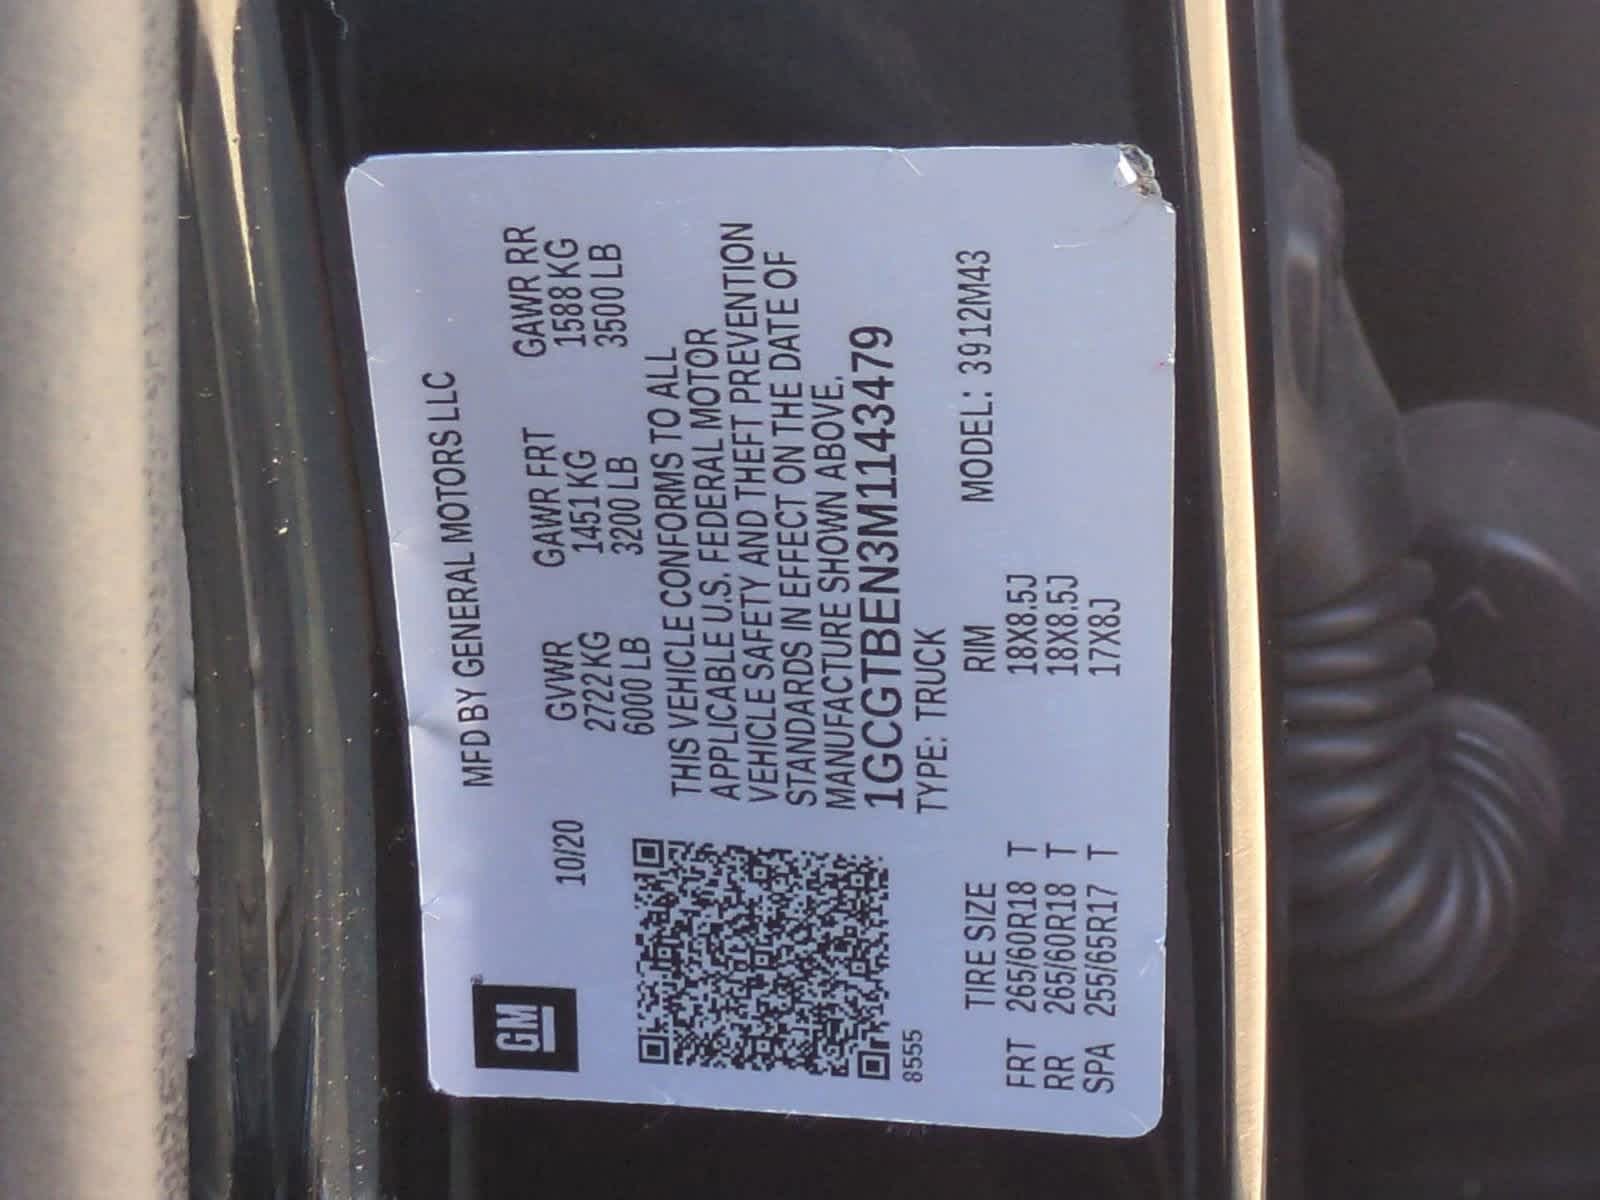 GM®
MFD BY GENERAL MOTORS LLC
10/20
GVWR GAWR FRT GAWR RR
2722 KG 1451 KG 1588 KG
6000 LB 3200 LB 3500 LB
THIS VEHICLE CONFORMS TO ALL
APPLICABLE U.S. FEDERAL MOTOR
VEHICLE SAFETY AND THEFT PREVENTION
STANDARDS IN EFFECT ON THE DATE OF
MANUFACTURE SHOWN ABOVE.
1GCGTBEN3M1143479
8555
TYPE: TRUCK
MODEL: 3912M43
TIRE SIZE RIM
FRT 265/60R18 T 18X8.5J
RR 265/60R18 T 18X8.5J
SPA 255/65R17 T 17X8J